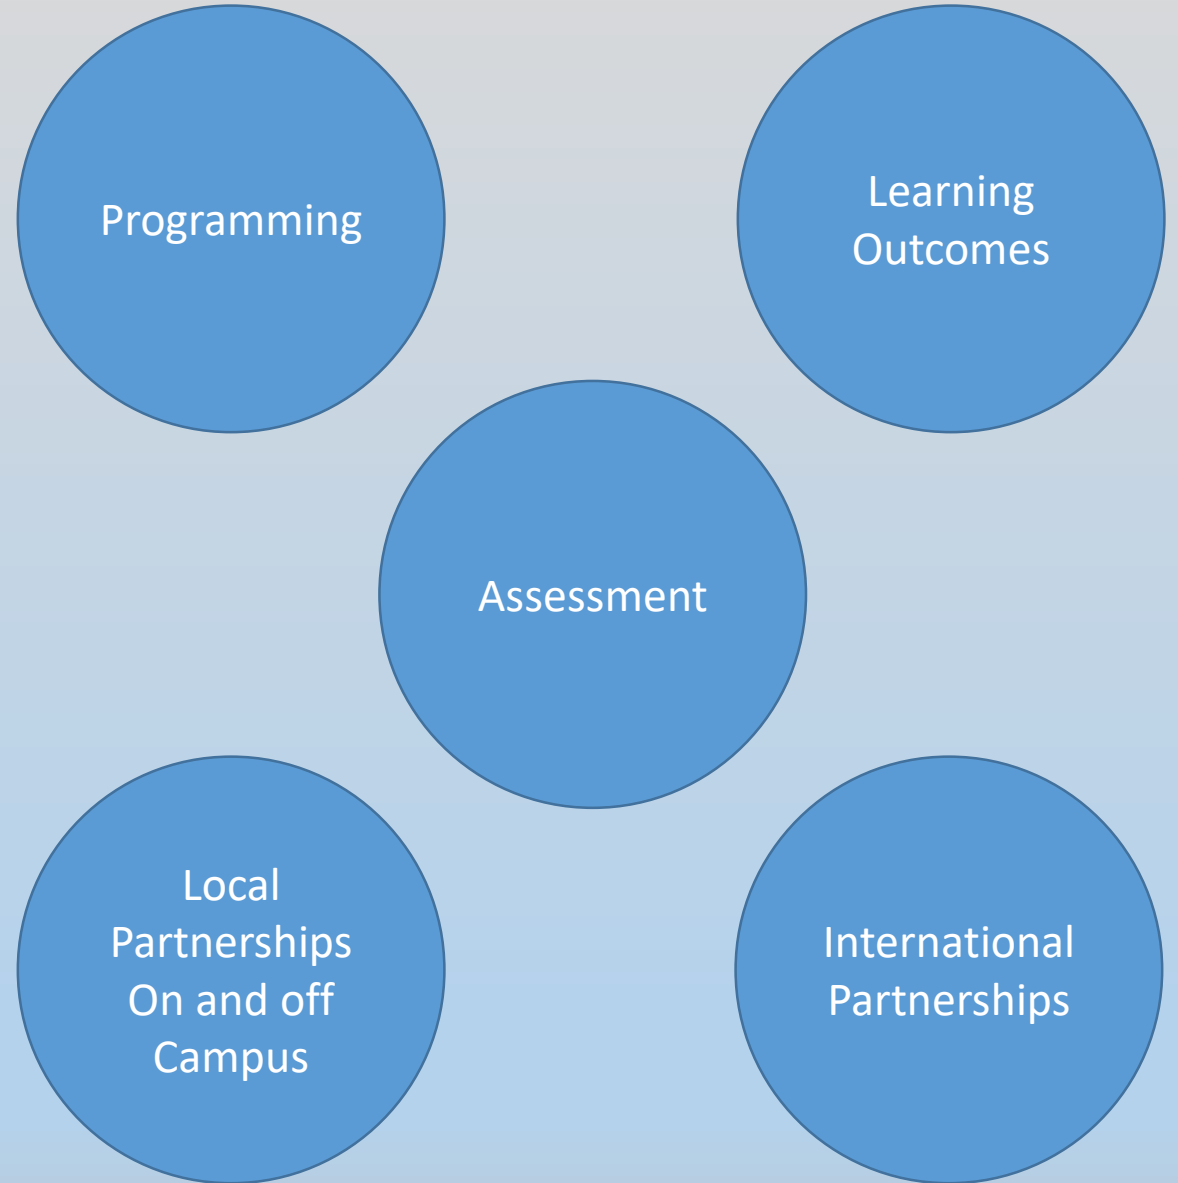 Programming
Learning
Outcomes
Assessment
Local
Partnerships
On and off
Campus
International
Partnerships